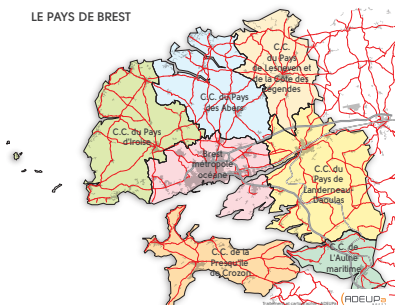 LE PAYS DE BREST
C.C.
du Pays
de Lesneven et
de la Côte des
Légendes
C.C. du Pays
des Abers
C.C. du Pays
d'Iroise
Brest
métropole
océane
C.C. du
Pays de
Landerneau-
Daoulas
C.C. de
L'Aulne
maritime
C.C. de la
Presqu'île
de Crozon
ADEUPa